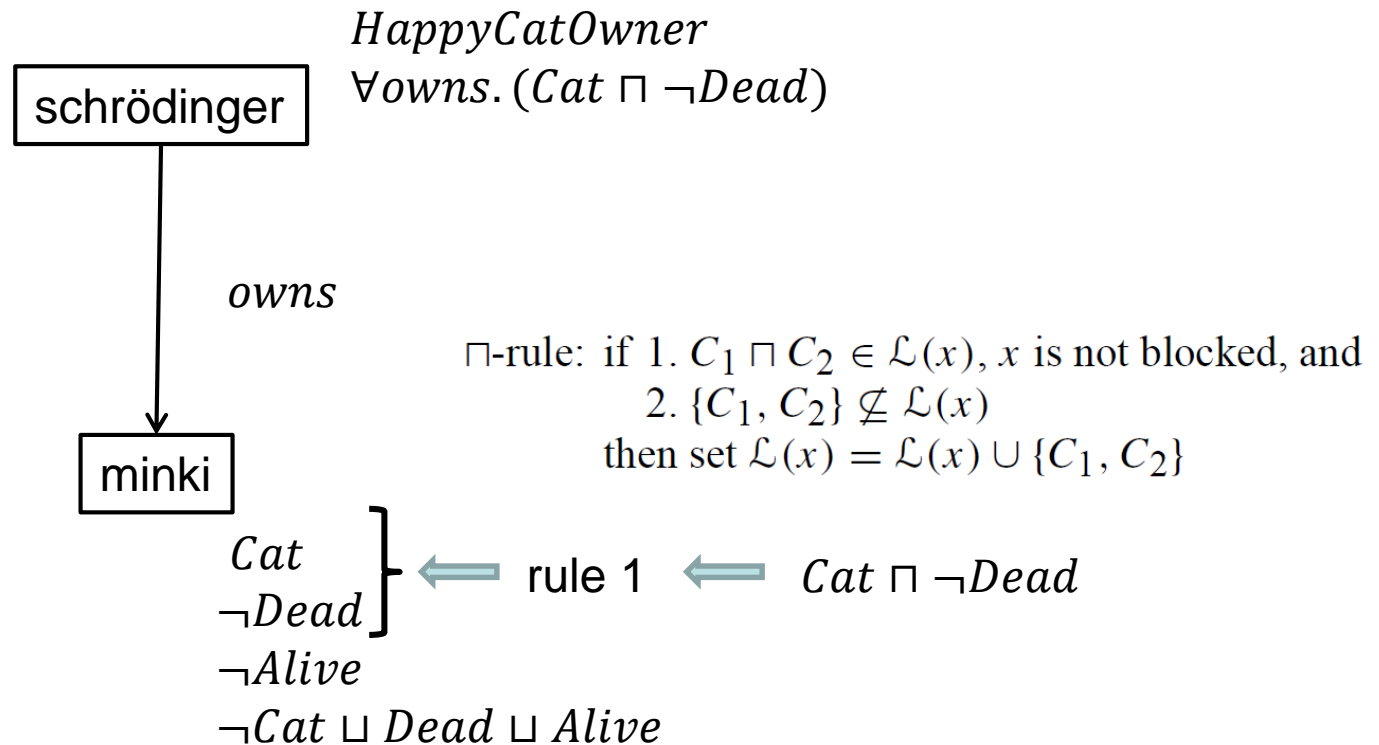 HappyCatOwner
∀owns.(Cat ⊓ ¬Dead)
schrödinger
owns
⊓-rule: if 1. C₁ ⊓ C₂ ∈ ℒ(x), x is not blocked, and
2. {C₁, C₂} ⊈ ℒ(x)
then set ℒ(x) = ℒ(x) ∪ {C₁, C₂}
minki
Cat
¬Dead
rule 1
Cat ⊓ ¬Dead
¬Alive
¬Cat ⊔ Dead ⊔ Alive